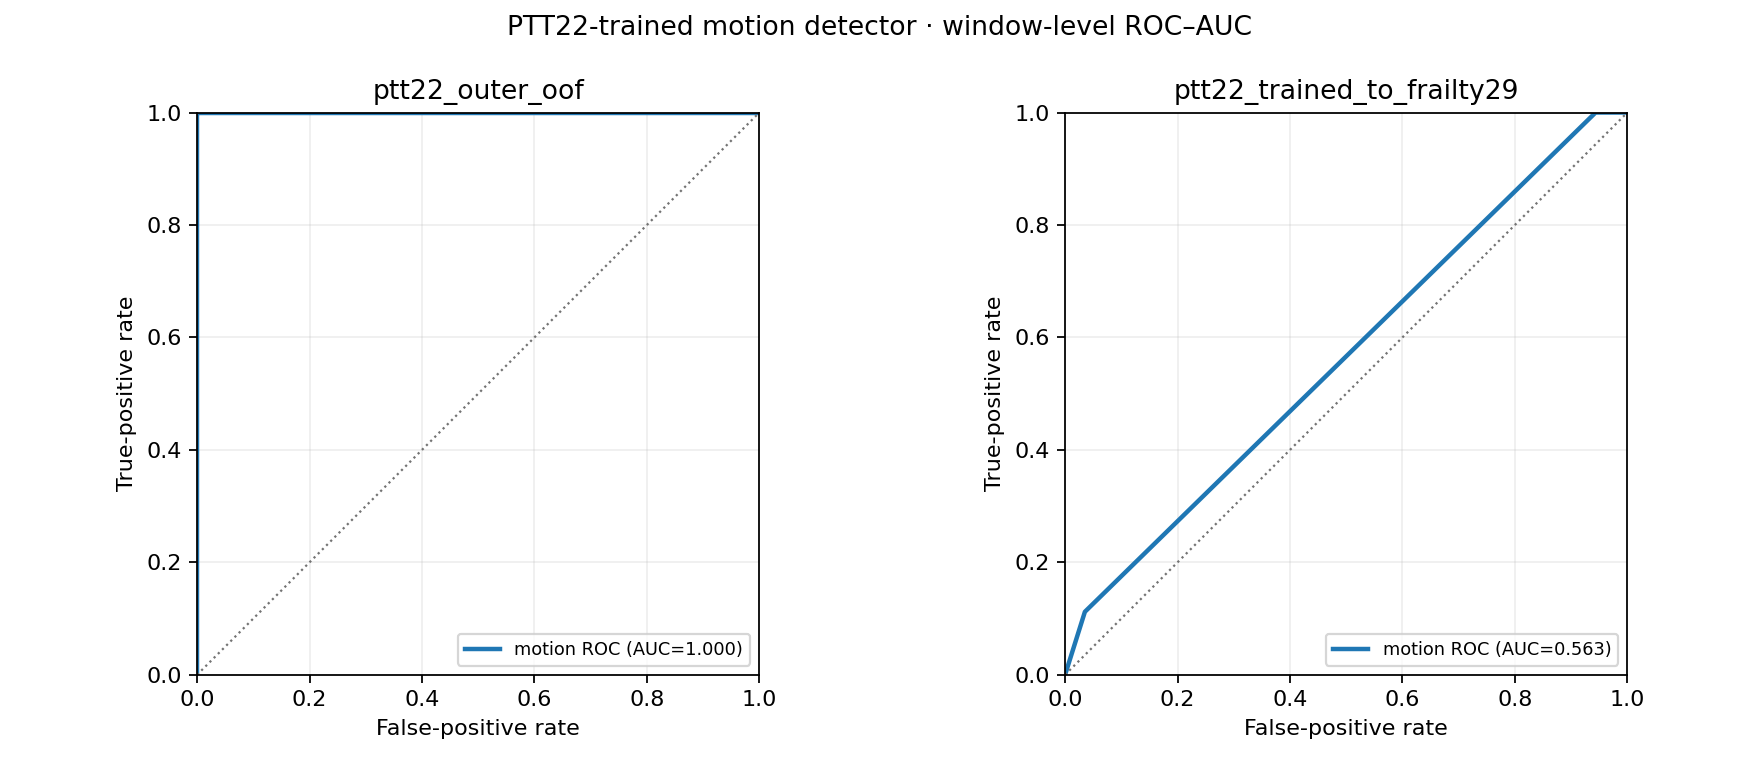 PTT22-trained motion detector · window-level ROC–AUC
ptt22_outer_oof
1.0
0.8
0.6
0.4
0.2
0.0
True-positive rate
0.0 0.2 0.4 0.6 0.8 1.0
False-positive rate
motion ROC (AUC=1.000)
ptt22_trained_to_frailty29
1.0
0.8
0.6
0.4
0.2
0.0
True-positive rate
0.0 0.2 0.4 0.6 0.8 1.0
False-positive rate
motion ROC (AUC=0.563)